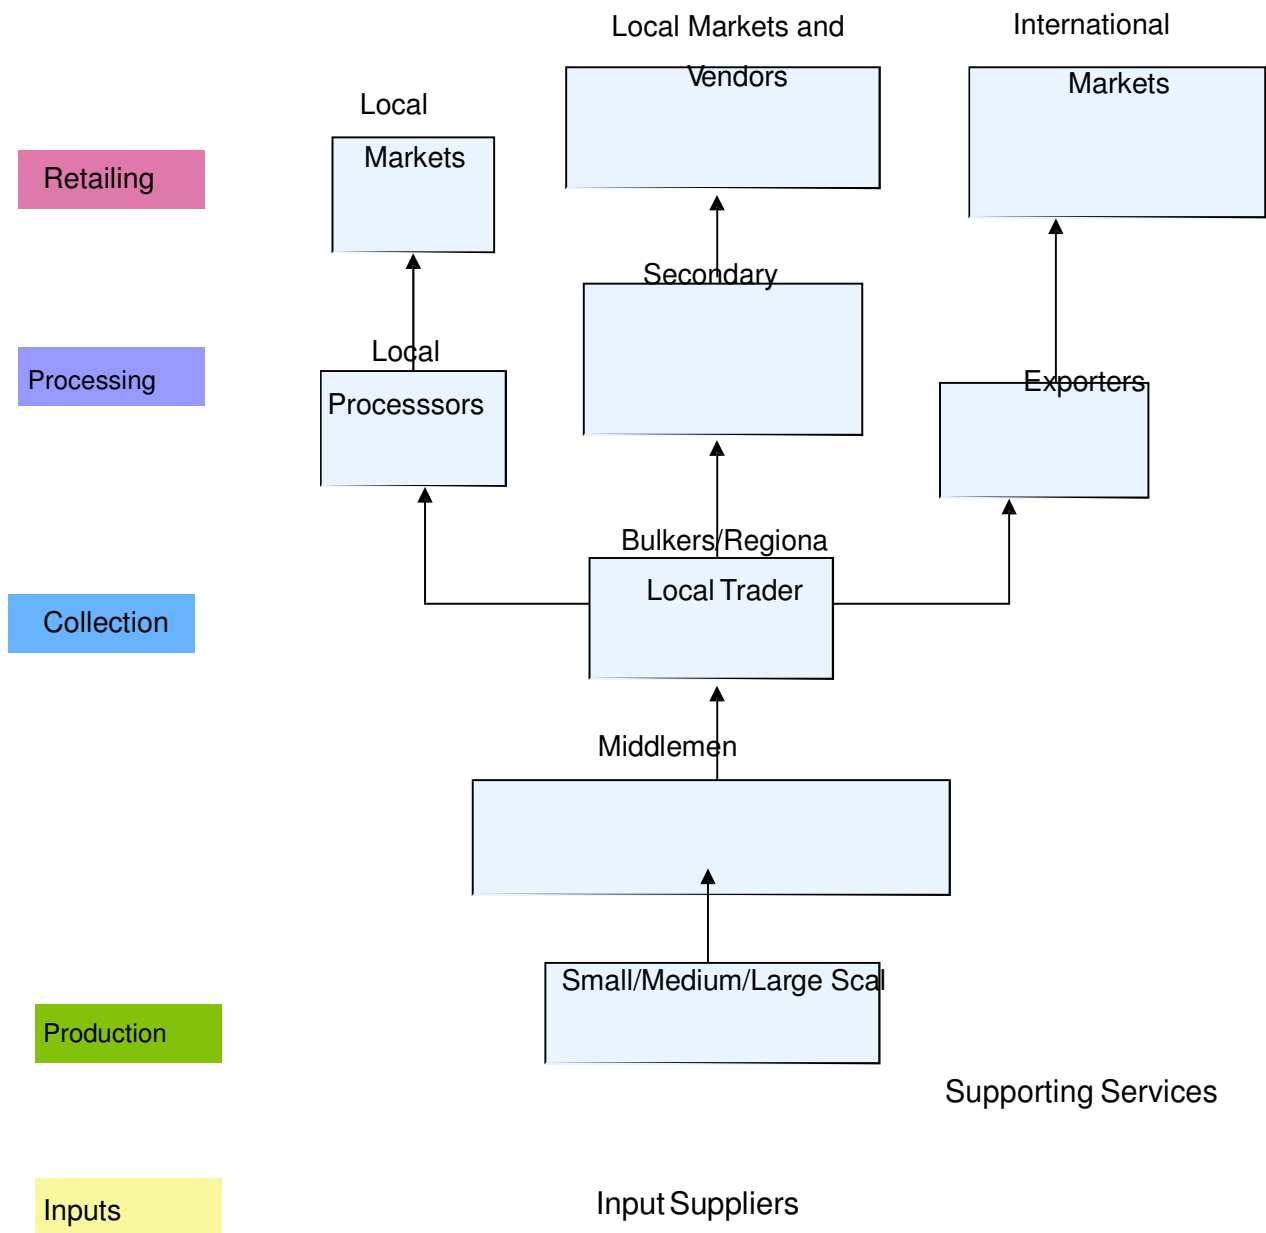 Local Markets and
Vendors
International
Markets
Local
Markets
Retailing
Secondary
Local
Processsors
Processing
Exporters
Bulkers/Regiona
Local Trader
Collection
Middlemen
Small/Medium/Large Scal
Production
Supporting Services
Input Suppliers
Inputs